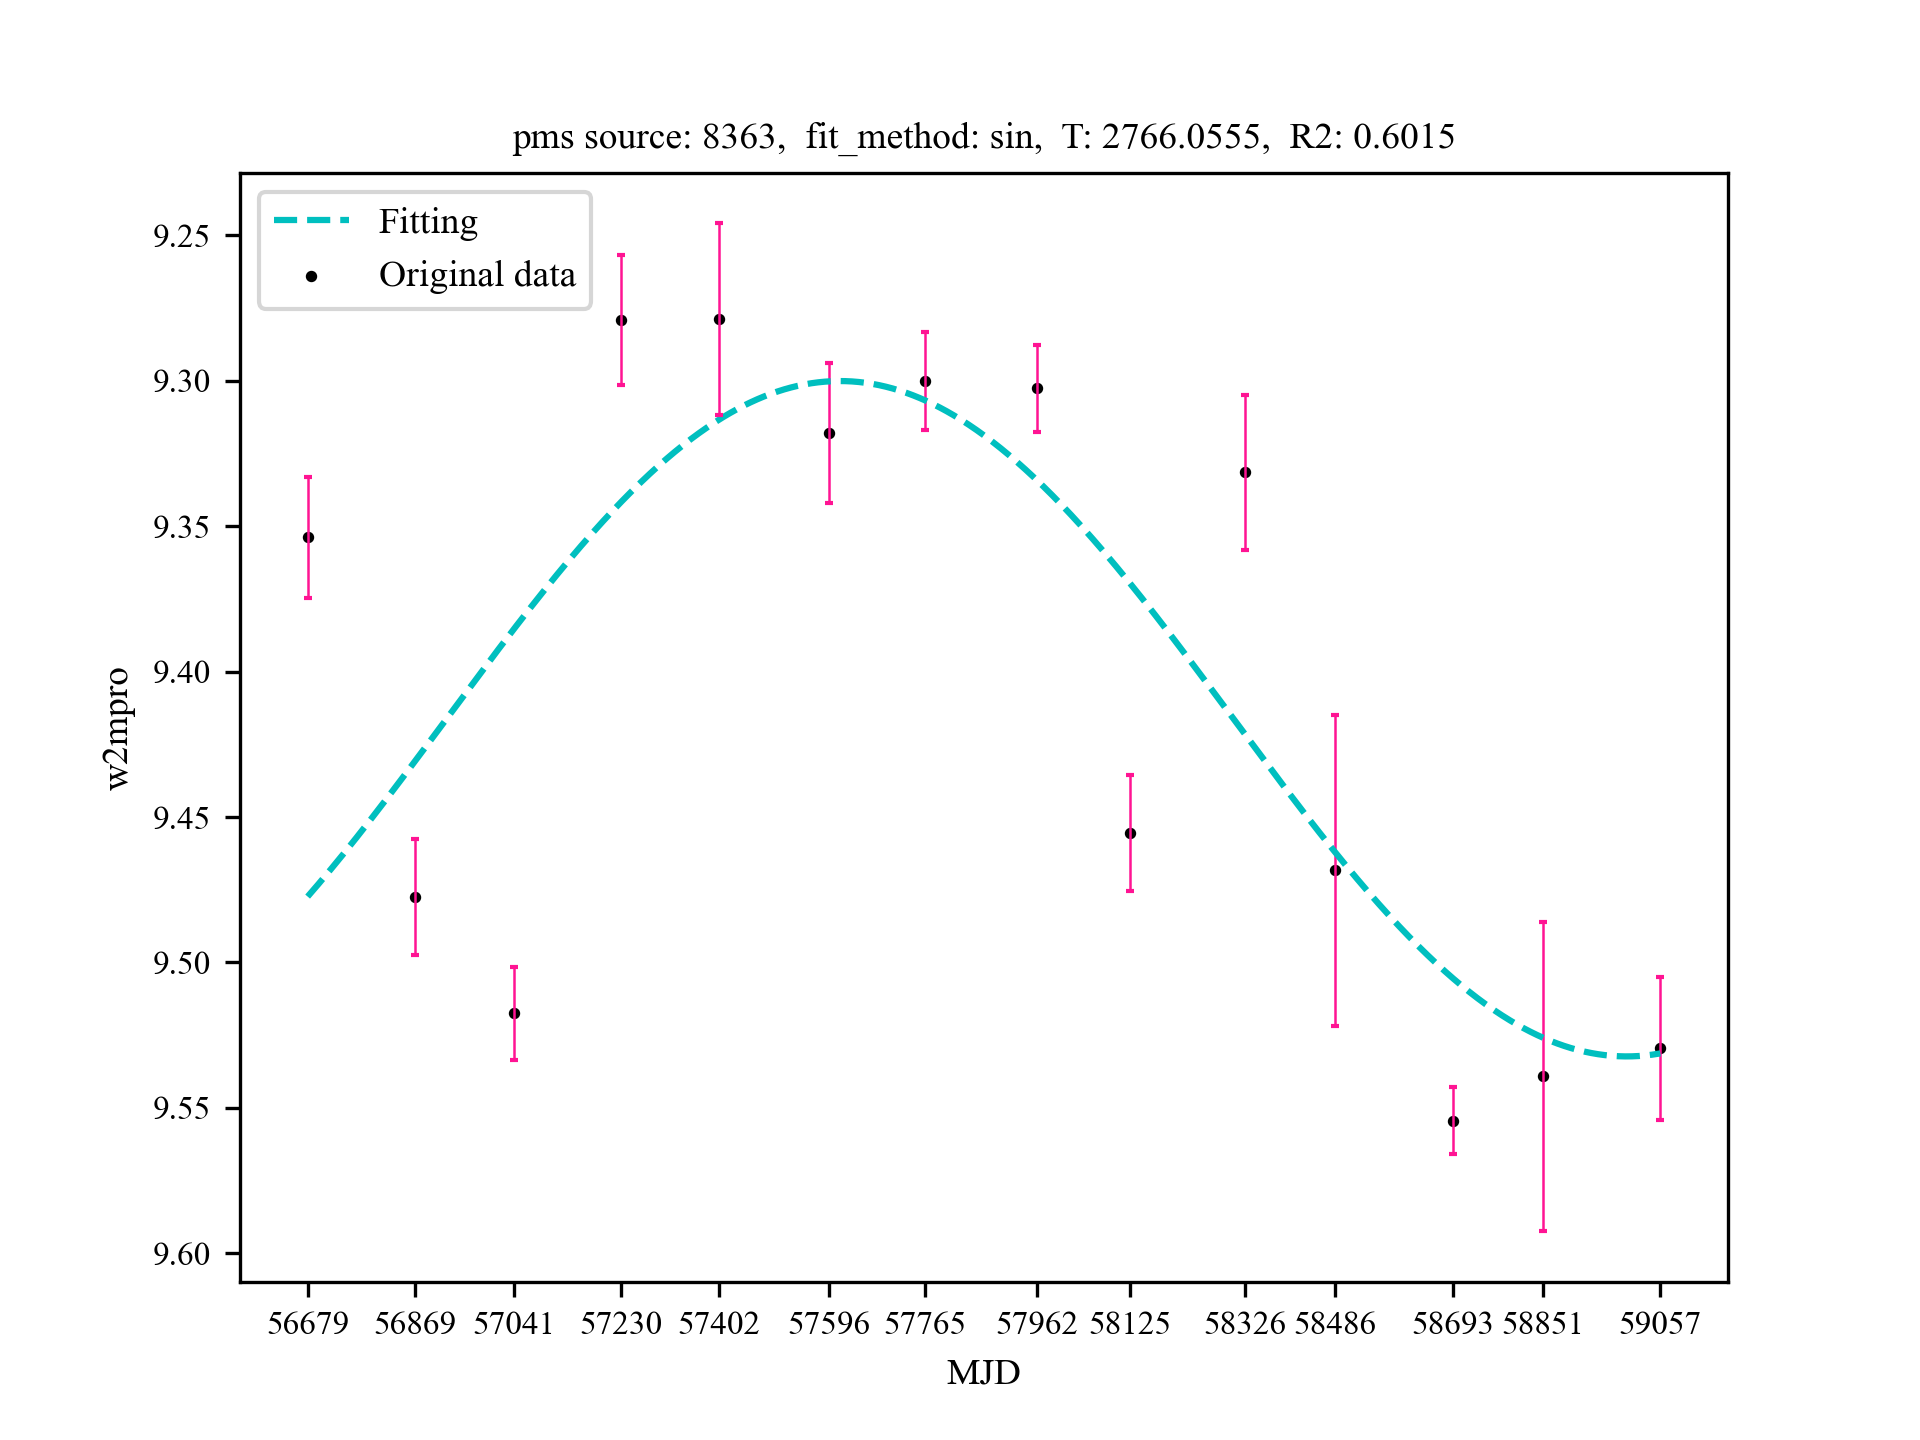 pms source: 8363,  fit_method: sin,  T: 2766.0555,  R2: 0.6015
Fitting
Original data
9.25
9.30
9.35
9.40
9.45
9.50
9.55
9.60
w2mpro
56679 56869 57041 57230 57402 57596 57765 57962 58125 58326 58486 58693 58851 59057
MJD